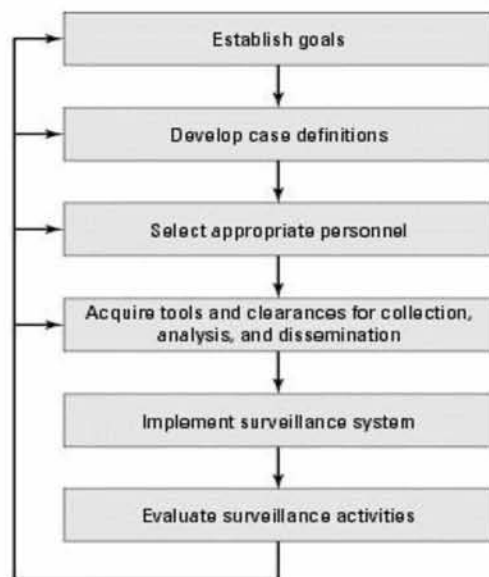 Establish goals
Develop case definitions
Select appropriate personnel
Acquire tools and clearances for collection,
analysis, and dissemination
Implement surveillance system
Evaluate surveillance activities